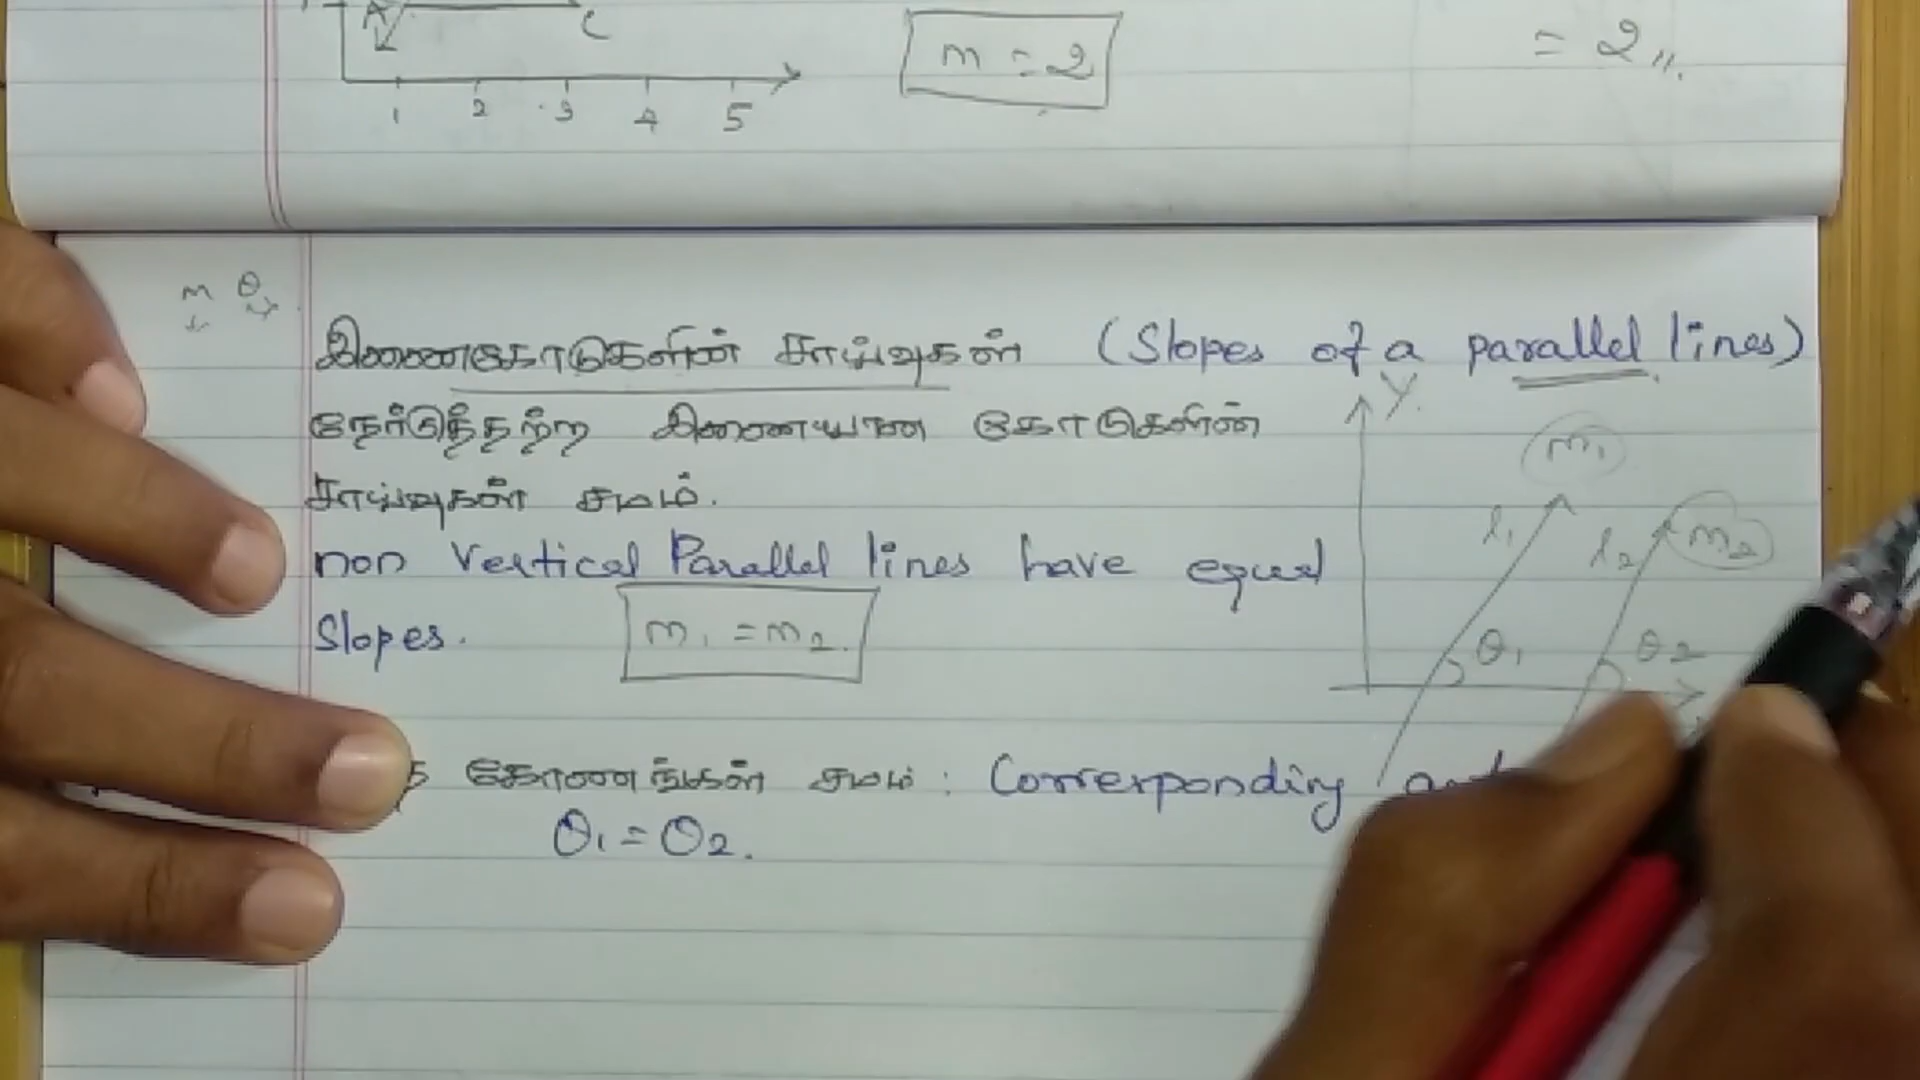 A C
m = 2
= 2 //.
1 2 3 4 5
m θ
இணைகோடுகளின் சாய்வுகள் (Slopes of a parallel lines)
Y
நேர்குத்தற்ற இணையான கோடுகளின்
m₁
சாய்வுகள் சமம்.
l₁ l₂ m₂
non Vertical Parallel lines have equal
Slopes. m₁ = m₂.
θ₁ θ₂
கோணங்கள் சமம் : Corresponding
θ₁ = θ₂.